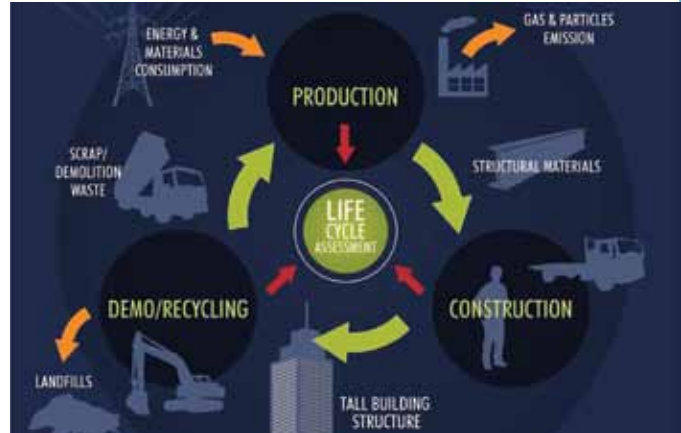 ENERGY &
MATERIALS
CONSUMPTION
GAS & PARTICLES
EMISSION
PRODUCTION
SCRAP/
DEMOLITION
WASTE
STRUCTURAL MATERIALS
LIFE
CYCLE
ASSESSMENT
DEMO/RECYCLING
CONSTRUCTION
LANDFILLS
TALL BUILDING
STRUCTURE